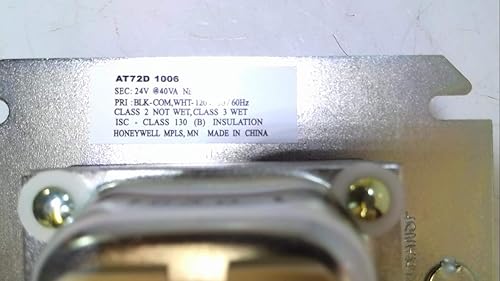 AT72D 1006
SEC: 24V @40VA
PRI : BLK-COM,WHT-120 60Hz
CLASS 2 NOT WET,CLASS 3 WET
ISC - CLASS 130 (B) INSULATION
HONEYWELL MPLS, MN MADE IN CHINA